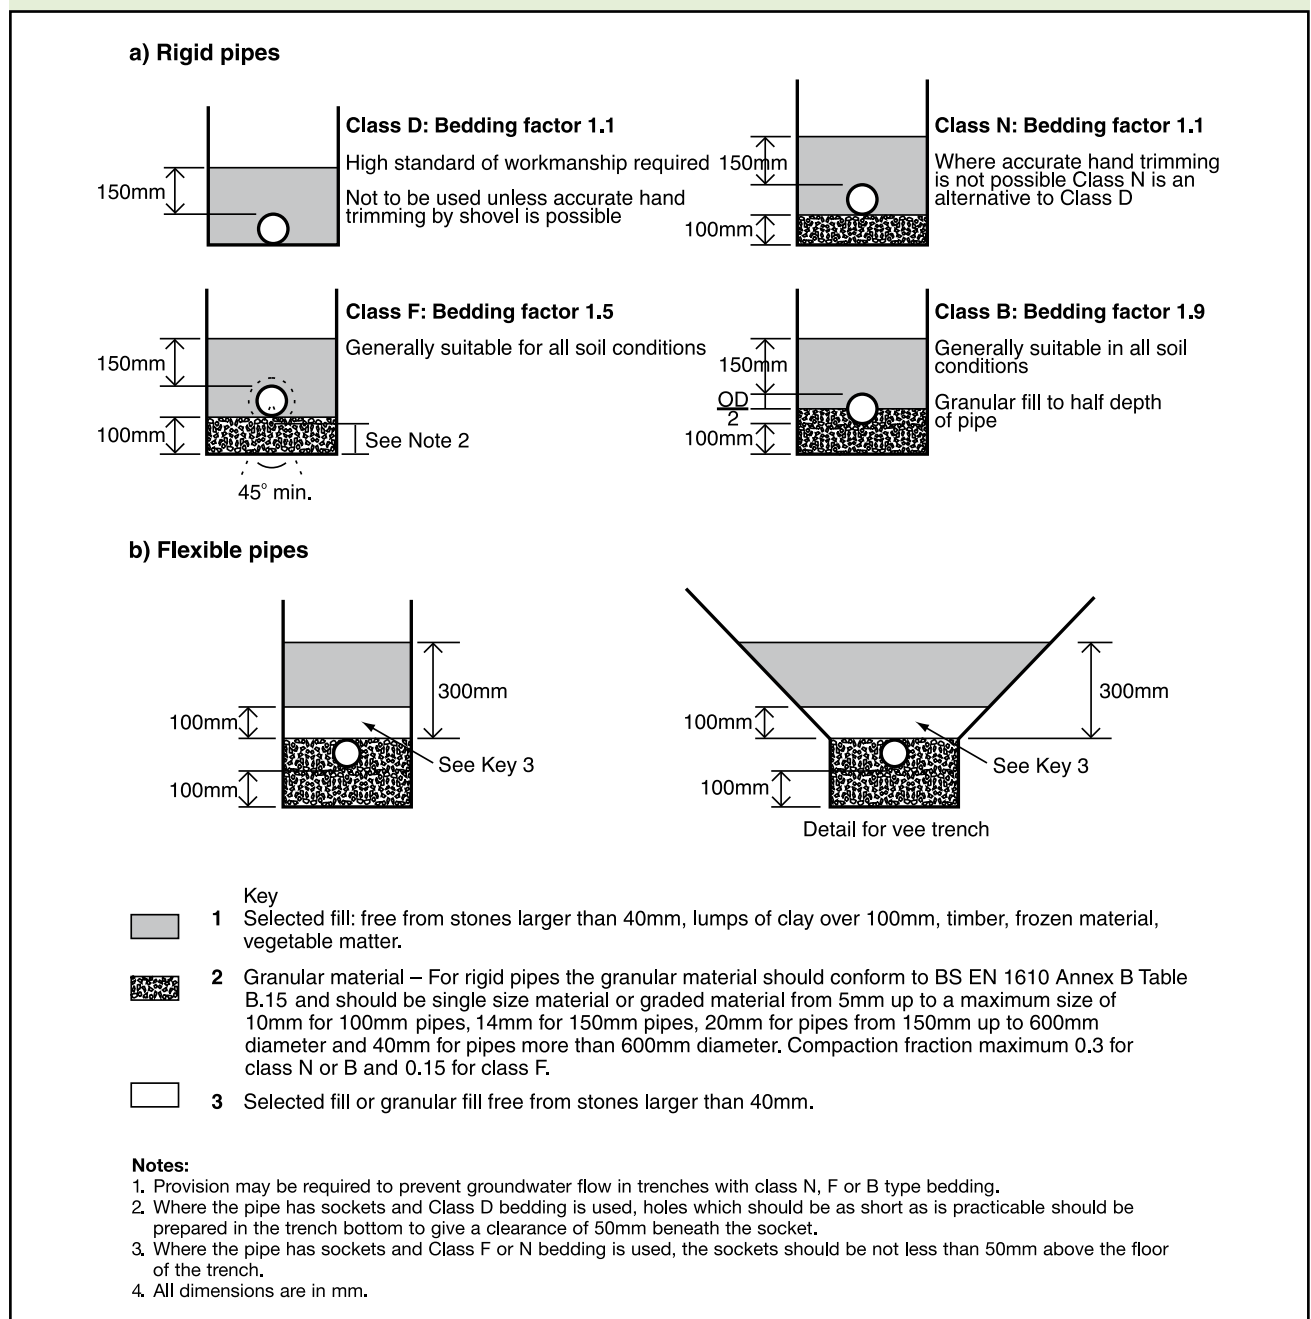 a) Rigid pipes
Class D: Bedding factor 1.1
High standard of workmanship required
Not to be used unless accurate hand
trimming by shovel is possible
150mm
Class N: Bedding factor 1.1
Where accurate hand trimming
is not possible Class N is an
alternative to Class D
150mm
100mm
Class F: Bedding factor 1.5
Generally suitable for all soil conditions
150mm
100mm
See Note 2
45° min.
Class B: Bedding factor 1.9
Generally suitable in all soil
conditions
Granular fill to half depth
of pipe
150mm
OD
2
100mm
b) Flexible pipes
300mm
100mm
See Key 3
100mm
300mm
100mm
See Key 3
100mm
Detail for vee trench
Key
1 Selected fill: free from stones larger than 40mm, lumps of clay over 100mm, timber, frozen material,
vegetable matter.
2 Granular material – For rigid pipes the granular material should conform to BS EN 1610 Annex B Table
B.15 and should be single size material or graded material from 5mm up to a maximum size of
10mm for 100mm pipes, 14mm for 150mm pipes, 20mm for pipes from 150mm up to 600mm
diameter and 40mm for pipes more than 600mm diameter. Compaction fraction maximum 0.3 for
class N or B and 0.15 for class F.
3 Selected fill or granular fill free from stones larger than 40mm.
Notes:
1. Provision may be required to prevent groundwater flow in trenches with class N, F or B type bedding.
2. Where the pipe has sockets and Class D bedding is used, holes which should be as short as is practicable should be
prepared in the trench bottom to give a clearance of 50mm beneath the socket.
3. Where the pipe has sockets and Class F or N bedding is used, the sockets should be not less than 50mm above the floor
of the trench.
4. All dimensions are in mm.